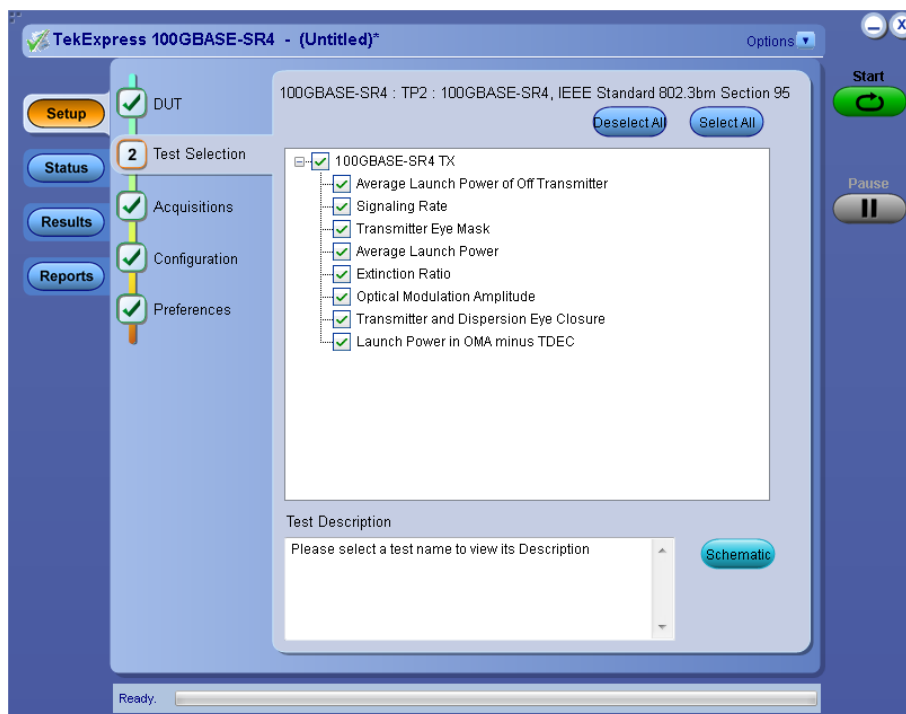 TekExpress 100GBASE-SR4 - (Untitled)*
Options
Setup
Status
Results
Reports
DUT
2 Test Selection
Acquisitions
Configuration
Preferences
100GBASE-SR4 : TP2 : 100GBASE-SR4, IEEE Standard 802.3bm Section 95
Deselect All
Select All
100GBASE-SR4 TX
Average Launch Power of Off Transmitter
Signaling Rate
Transmitter Eye Mask
Average Launch Power
Extinction Ratio
Optical Modulation Amplitude
Transmitter and Dispersion Eye Closure
Launch Power in OMA minus TDEC
Test Description
Please select a test name to view its Description
Schematic
Start
Pause
Ready.